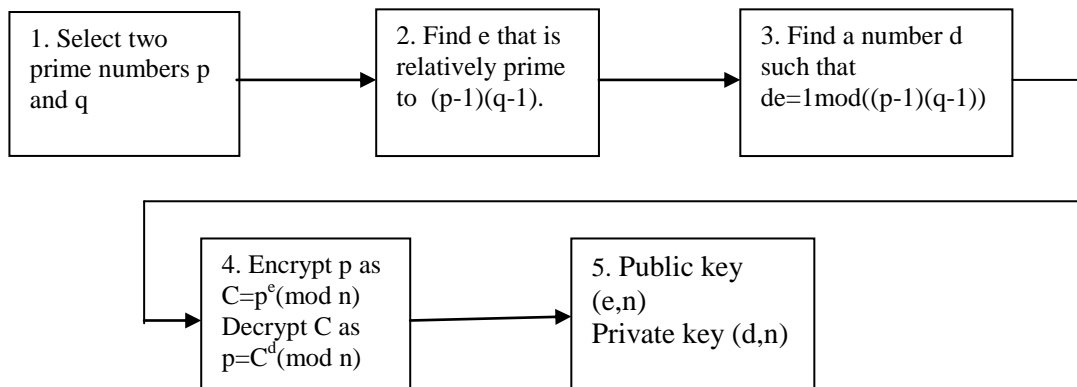 1. Select two
prime numbers p
and q
2. Find e that is
relatively prime
to (p-1)(q-1).
3. Find a number d
such that
de=1mod((p-1)(q-1))
4. Encrypt p as
C=p^e(mod n)
Decrypt C as
p=C^d(mod n)
5. Public key
(e,n)
Private key (d,n)